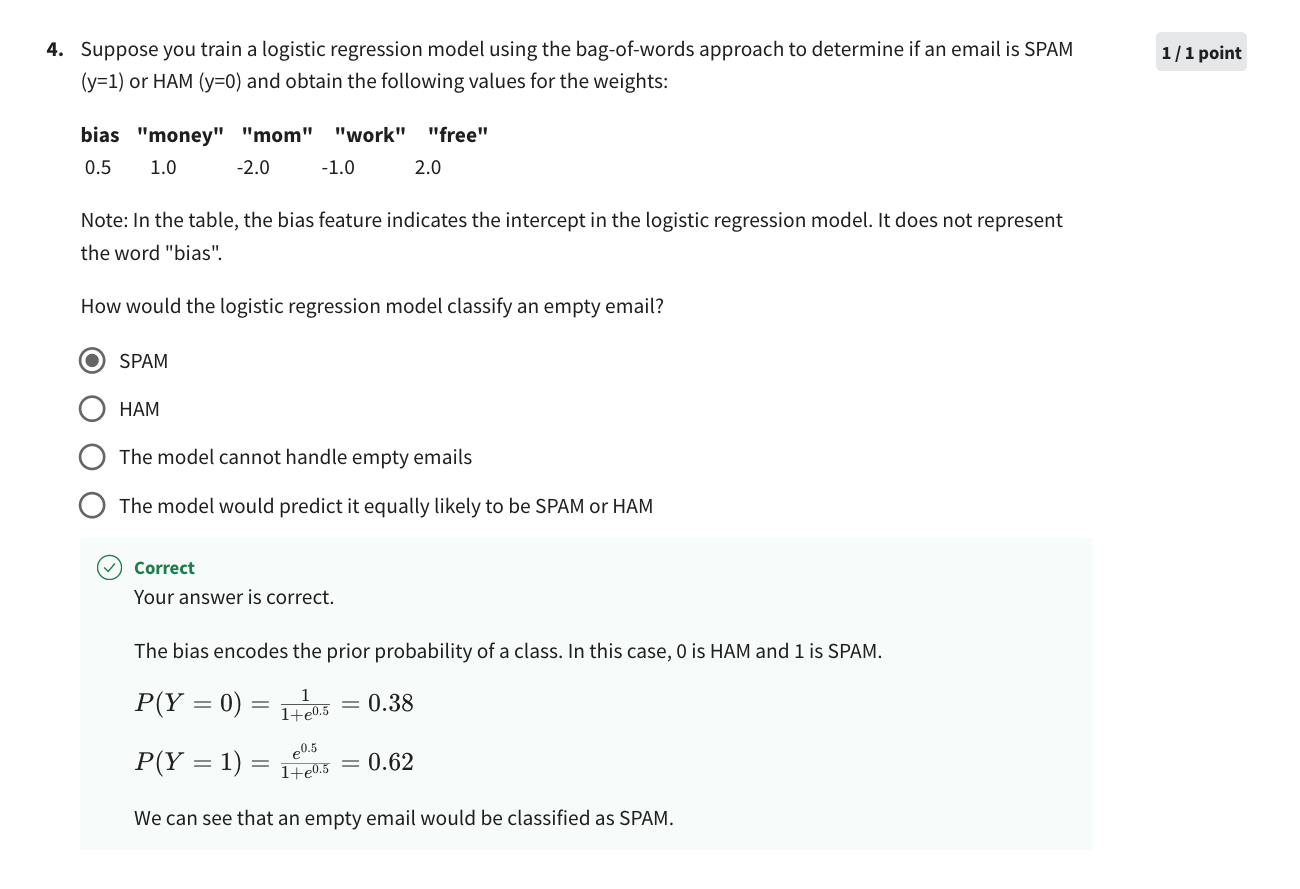 4. Suppose you train a logistic regression model using the bag-of-words approach to determine if an email is SPAM
1 / 1 point
(y=1) or HAM (y=0) and obtain the following values for the weights:
bias "money" "mom" "work" "free"
0.5 1.0 -2.0 -1.0 2.0
Note: In the table, the bias feature indicates the intercept in the logistic regression model. It does not represent
the word "bias".
How would the logistic regression model classify an empty email?
SPAM
HAM
The model cannot handle empty emails
The model would predict it equally likely to be SPAM or HAM
Correct
Your answer is correct.
The bias encodes the prior probability of a class. In this case, 0 is HAM and 1 is SPAM.
$P(Y = 0) = \frac{1}{1+e^{0.5}} = 0.38$
$P(Y = 1) = \frac{e^{0.5}}{1+e^{0.5}} = 0.62$
We can see that an empty email would be classified as SPAM.